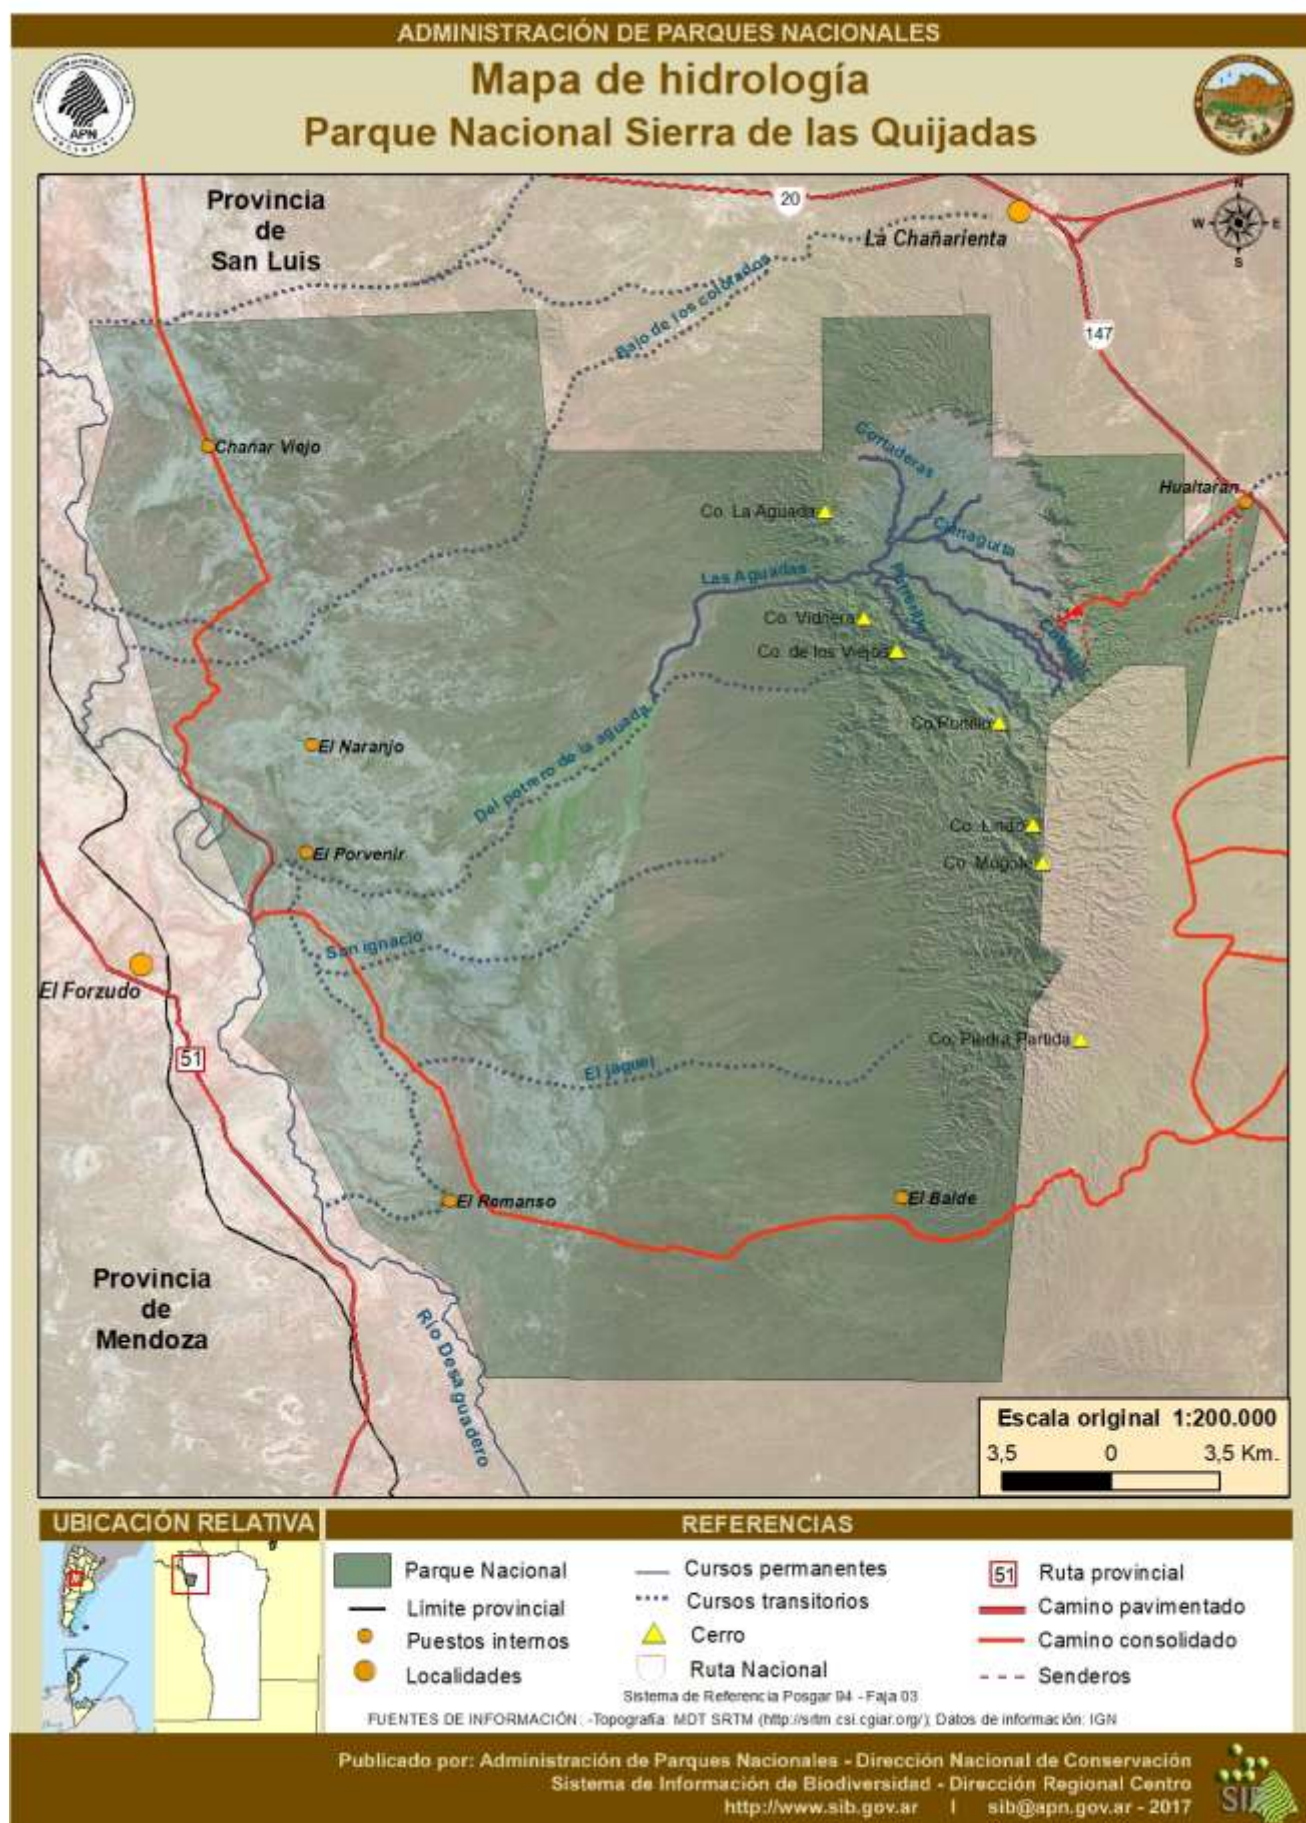 ADMINISTRACIÓN DE PARQUES NACIONALES
Mapa de hidrología
Parque Nacional Sierra de las Quijadas
APN
Provincia
de
San Luis
20
La Chañarienta
N
W
E
S
Bajo de los colorados
147
Chañar Viejo
Cortaderas
Hualtaran
Co. La Aguada
Cienaguita
Las Aguadas
Co. Vidriera
Co. de los Viejos
Co. Portillo
Del potrero de la aguada
El Naranjo
El Porvenir
Co. Lindo
Co. Mogote
San ignacio
El Forzudo
51
El jaguel
Co. Piedra Partida
El Remanso
El Balde
Provincia
de
Mendoza
Río Desaguadero
Escala original 1:200.000
3,5 0 3,5 Km.
UBICACIÓN RELATIVA
REFERENCIAS
Parque Nacional
Límite provincial
Puestos internos
Localidades
Cursos permanentes
Cursos transitorios
Cerro
Ruta Nacional
51 Ruta provincial
Camino pavimentado
Camino consolidado
Senderos
Sistema de Referencia Posgar 94 - Faja 03
FUENTES DE INFORMACIÓN: -Topografía: MDT SRTM (http://srtm.csi.cgiar.org/); Datos de información: IGN
Publicado por: Administración de Parques Nacionales - Dirección Nacional de Conservación
Sistema de Información de Biodiversidad - Dirección Regional Centro
http://www.sib.gov.ar I sib@apn.gov.ar - 2017
SIB